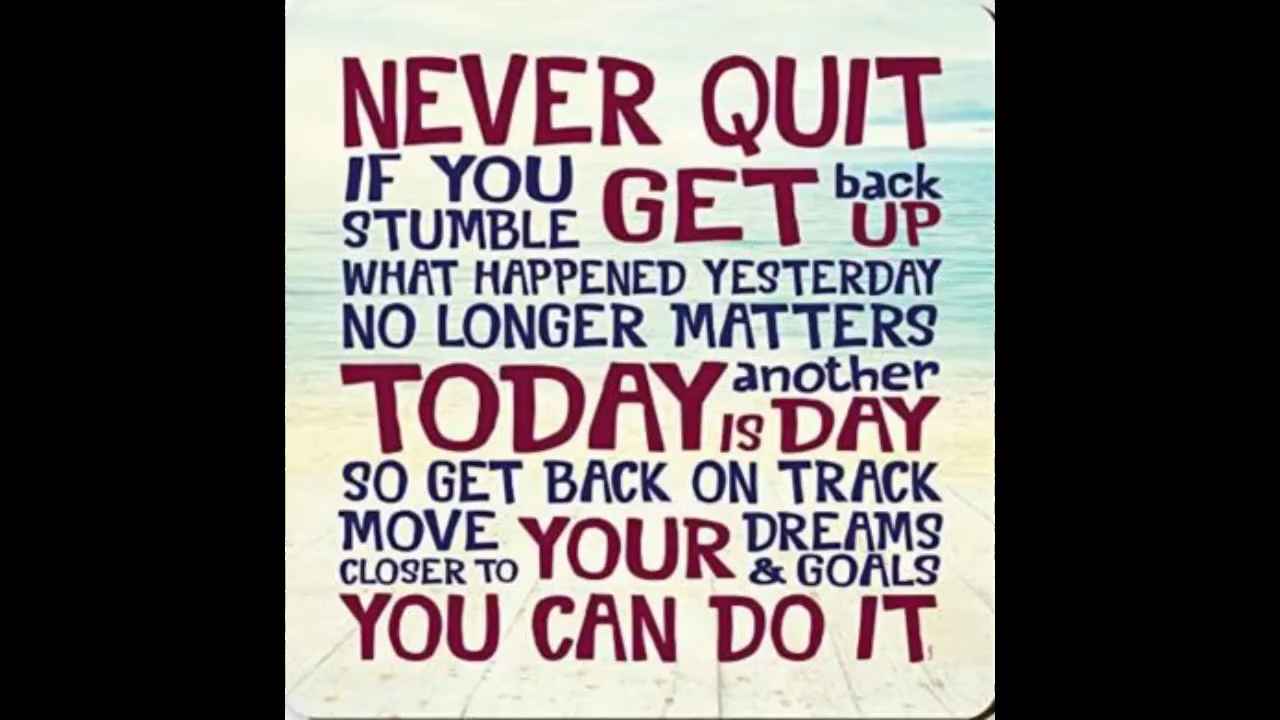 NEVER QUIT
IF YOU STUMBLE GET back UP
WHAT HAPPENED YESTERDAY
NO LONGER MATTERS
TODAY IS another DAY
SO GET BACK ON TRACK
MOVE CLOSER TO YOUR DREAMS & GOALS
YOU CAN DO IT